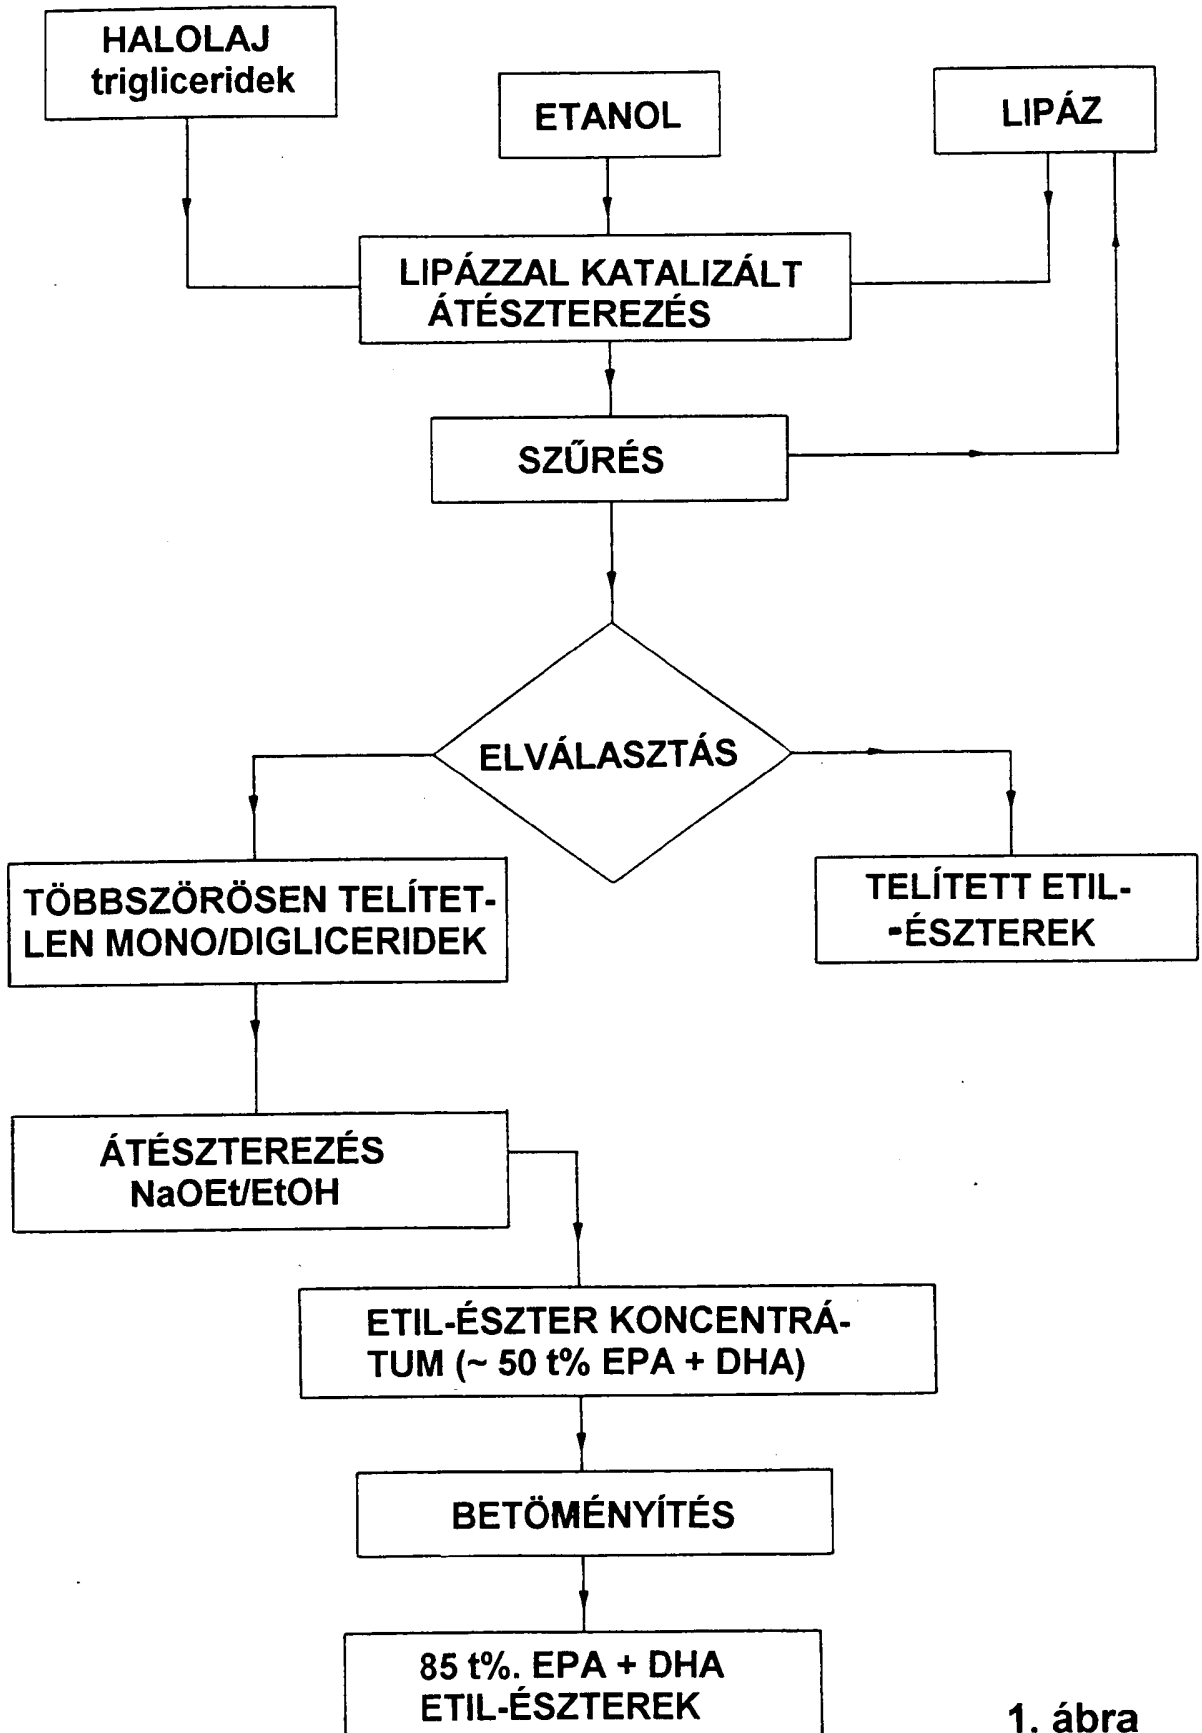 HALOLAJ
trigliceridek
ETANOL
LIPÁZ
LIPÁZZAL KATALIZÁLT
ÁTÉSZTEREZÉS
SZŰRÉS
ELVÁLASZTÁS
TÖBBSZÖRÖSEN TELÍTET-
LEN MONO/DIGLICERIDEK
TELÍTETT ETIL-
-ÉSZTEREK
ÁTÉSZTEREZÉS
NaOEt/EtOH
ETIL-ÉSZTER KONCENTRÁ-
TUM (~ 50 t% EPA + DHA)
BETÖMÉNYÍTÉS
85 t%. EPA + DHA
ETIL-ÉSZTEREK
1. ábra